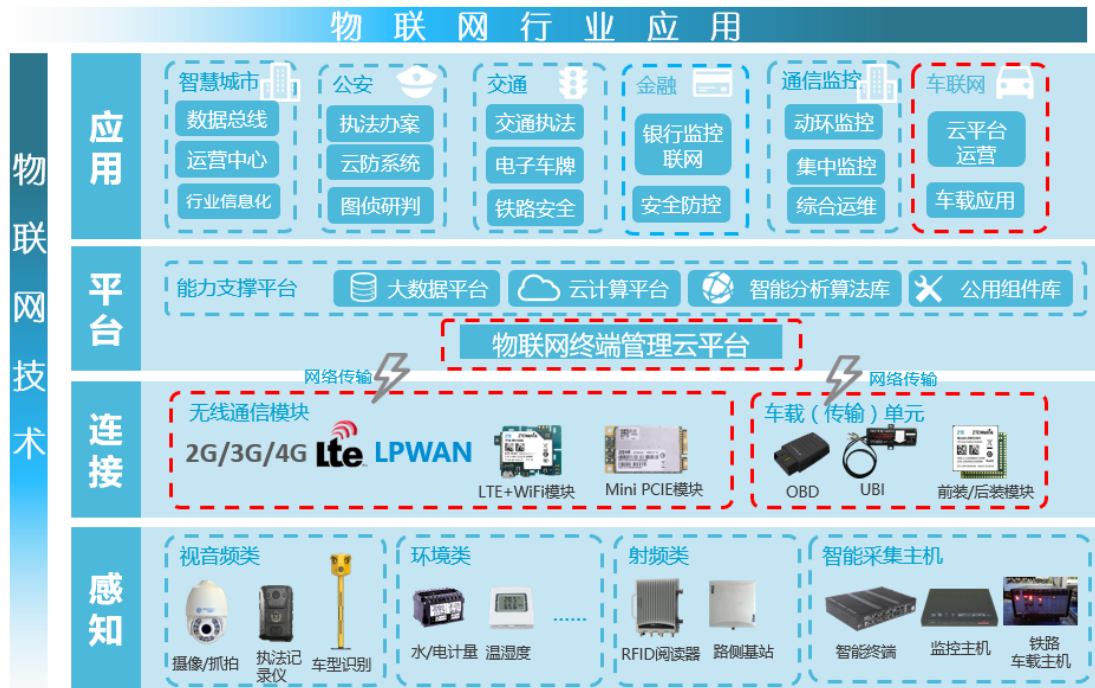 物联网行业应用
物联网技术
应用
智慧城市
数据总线
运营中心
行业信息化
公安
执法办案
云防系统
图侦研判
交通
交通执法
电子车牌
铁路安全
金融
银行监控
联网
安全防控
通信监控
动环监控
集中监控
综合运维
车联网
云平台
运营
车载应用
平台
能力支撑平台
大数据平台
云计算平台
智能分析算法库
公用组件库
物联网终端管理云平台
网络传输
网络传输
连接
无线通信模块
2G/3G/4G
Lte
LPWAN
LTE+WiFi模块
Mini PCIE模块
车载（传输）单元
OBD
UBI
前装/后装模块
感知
视音频类
摄像/抓拍
执法记
录仪
车型识别
环境类
水/电计量
温湿度
……
射频类
RFID阅读器
路侧基站
智能采集主机
智能终端
监控主机
铁路
车载主机